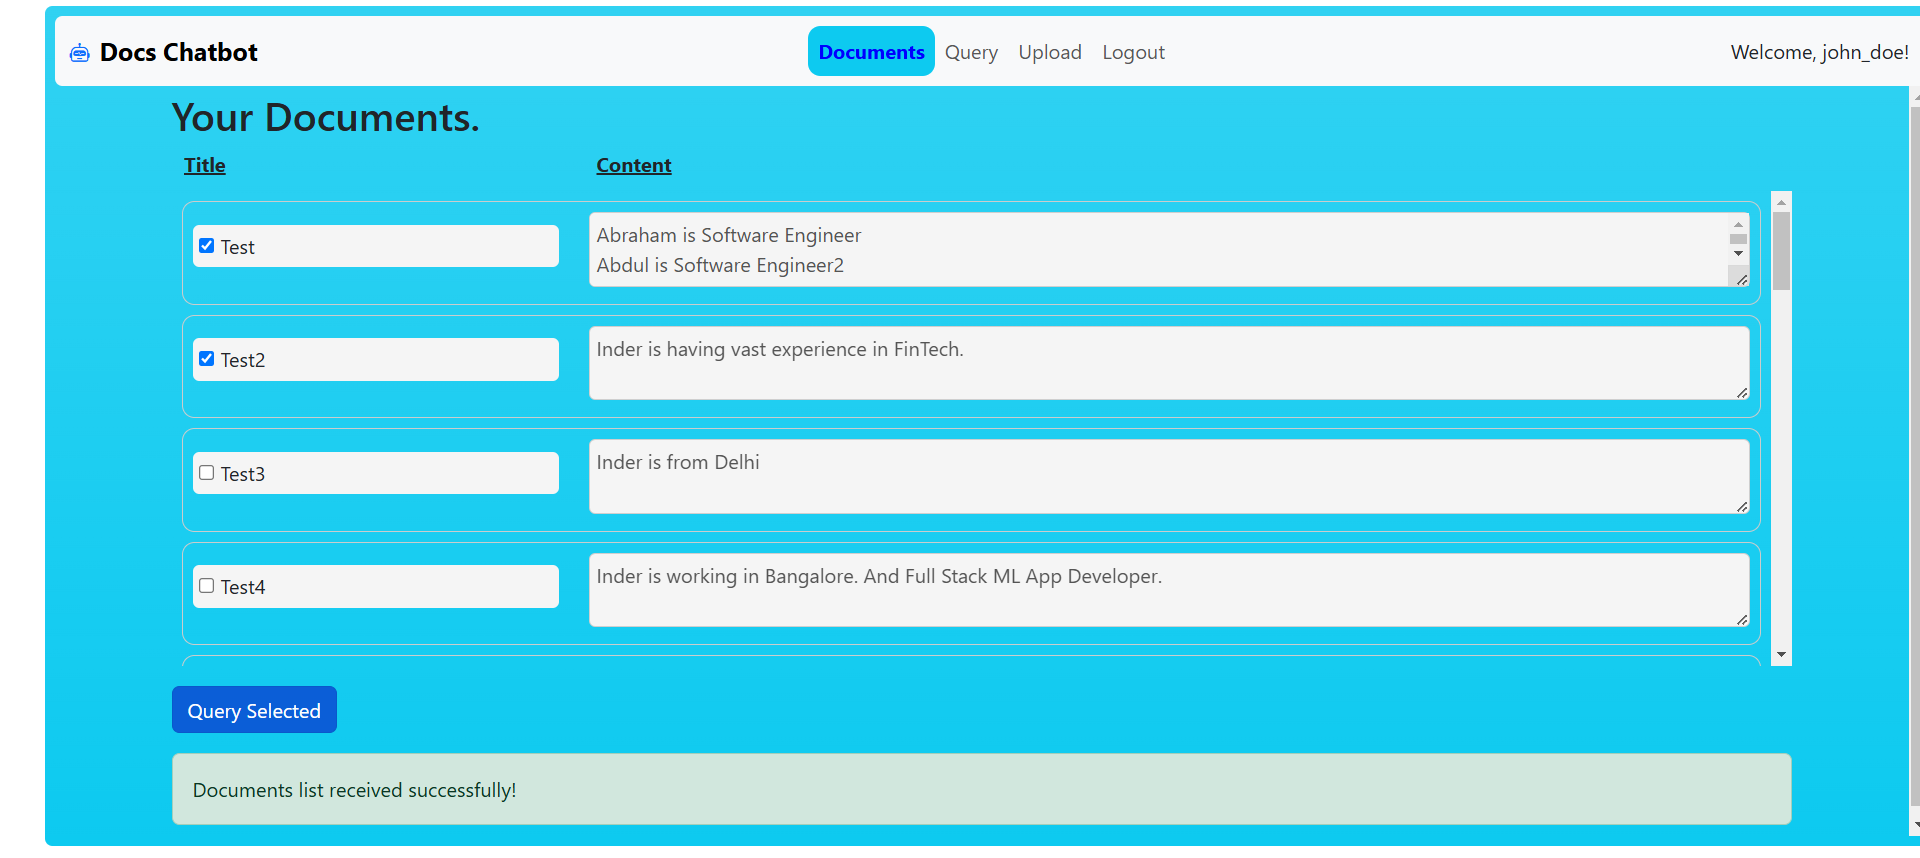 Docs Chatbot
Documents Query Upload Logout
Welcome, john_doe!
Your Documents.
Title Content
Test
Abraham is Software Engineer
Abdul is Software Engineer2
Test2
Inder is having vast experience in FinTech.
Test3
Inder is from Delhi
Test4
Inder is working in Bangalore. And Full Stack ML App Developer.
Query Selected
Documents list received successfully!